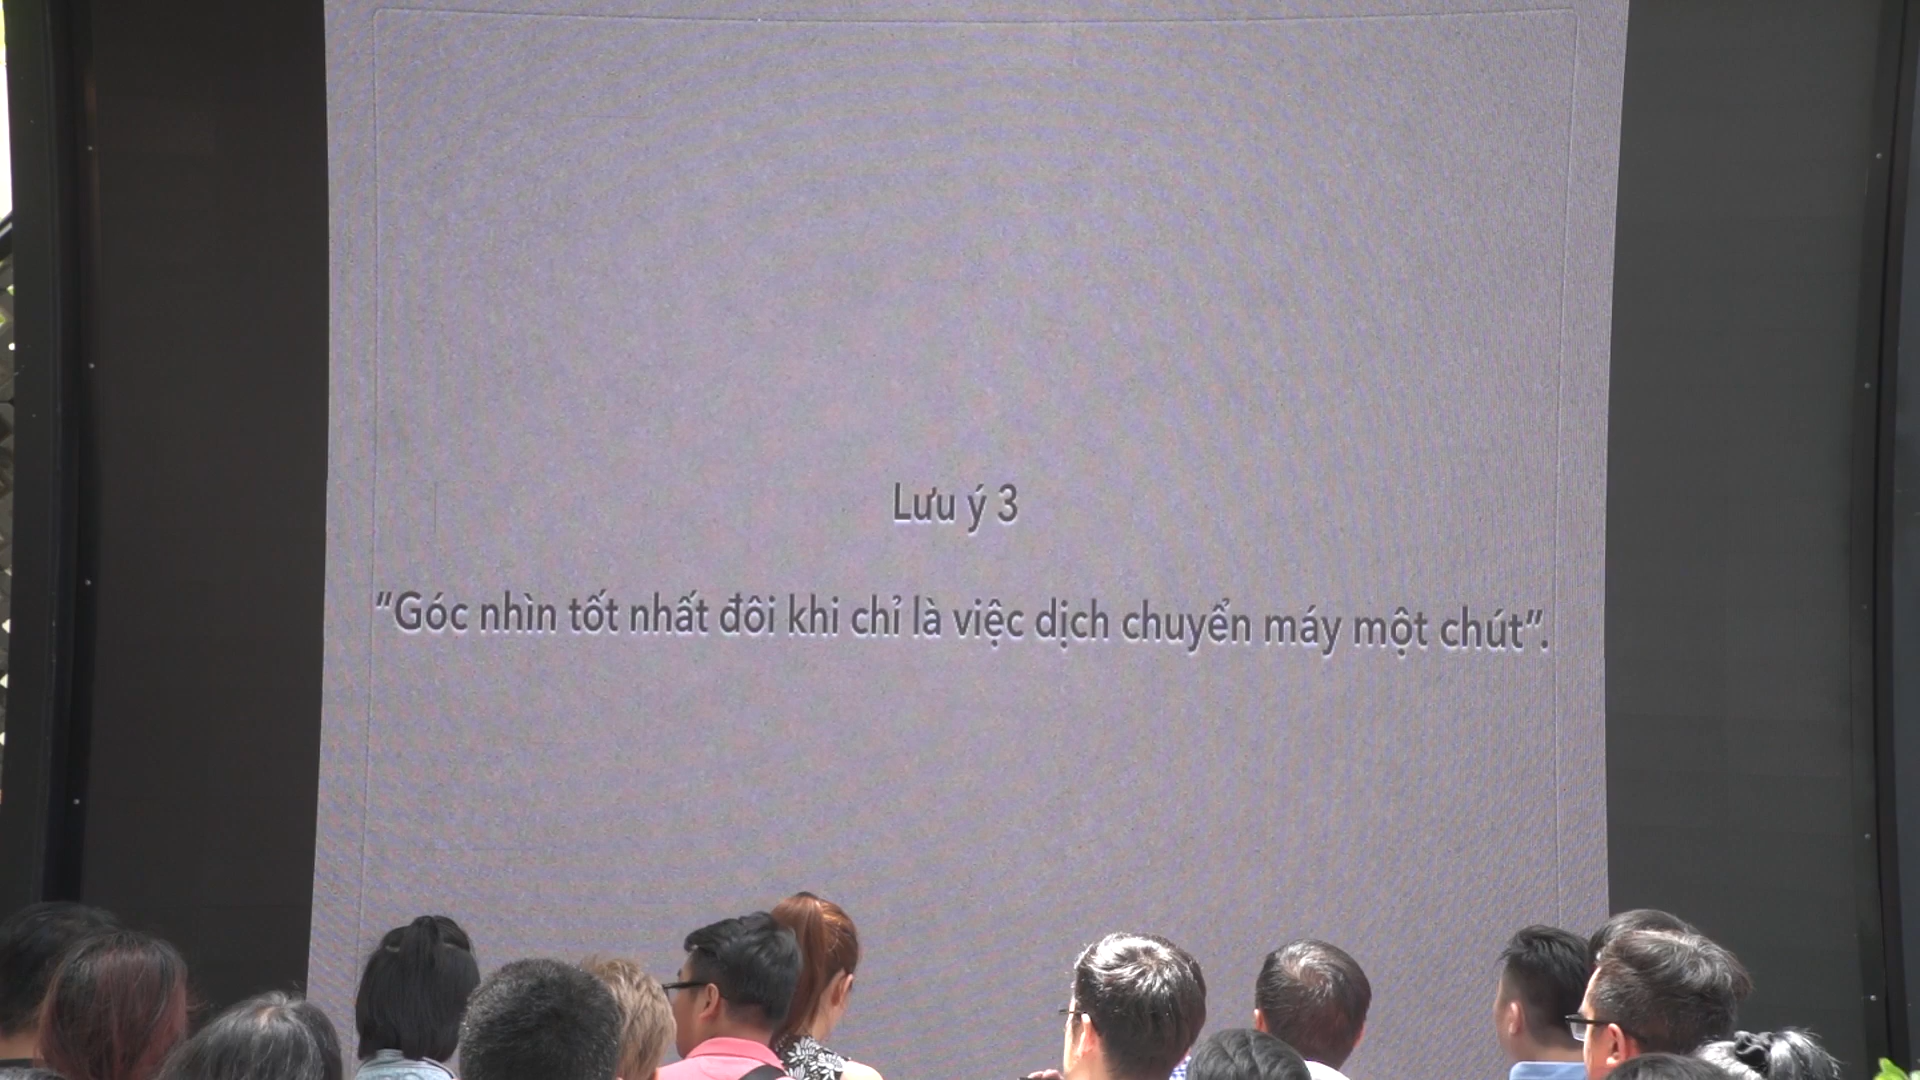 Lưu ý 3
“Góc nhìn tốt nhất đôi khi chỉ là việc dịch chuyển máy một chút”.